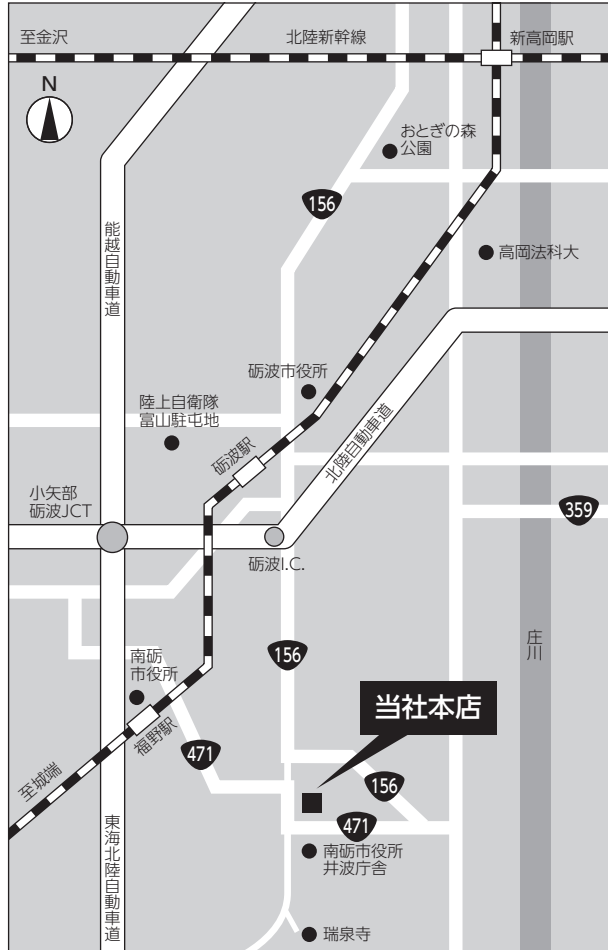 至金沢
北陸新幹線
新高岡駅
N
おとぎの森
公園
156
能越自動車道
高岡法科大
砺波市役所
陸上自衛隊
富山駐屯地
砺波駅
北陸自動車道
小矢部
砺波JCT
359
砺波I.C.
庄川
156
南砺
市役所
当社本店
福野駅
471
至城端
156
471
東海北陸自動車道
南砺市役所
井波庁舎
瑞泉寺